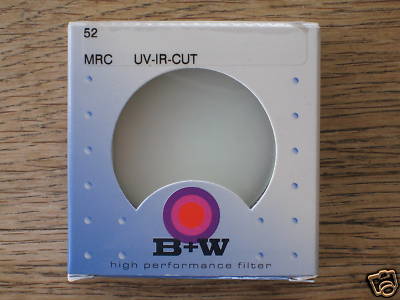 52
MRC UV-IR-CUT
B+W
high performance filter